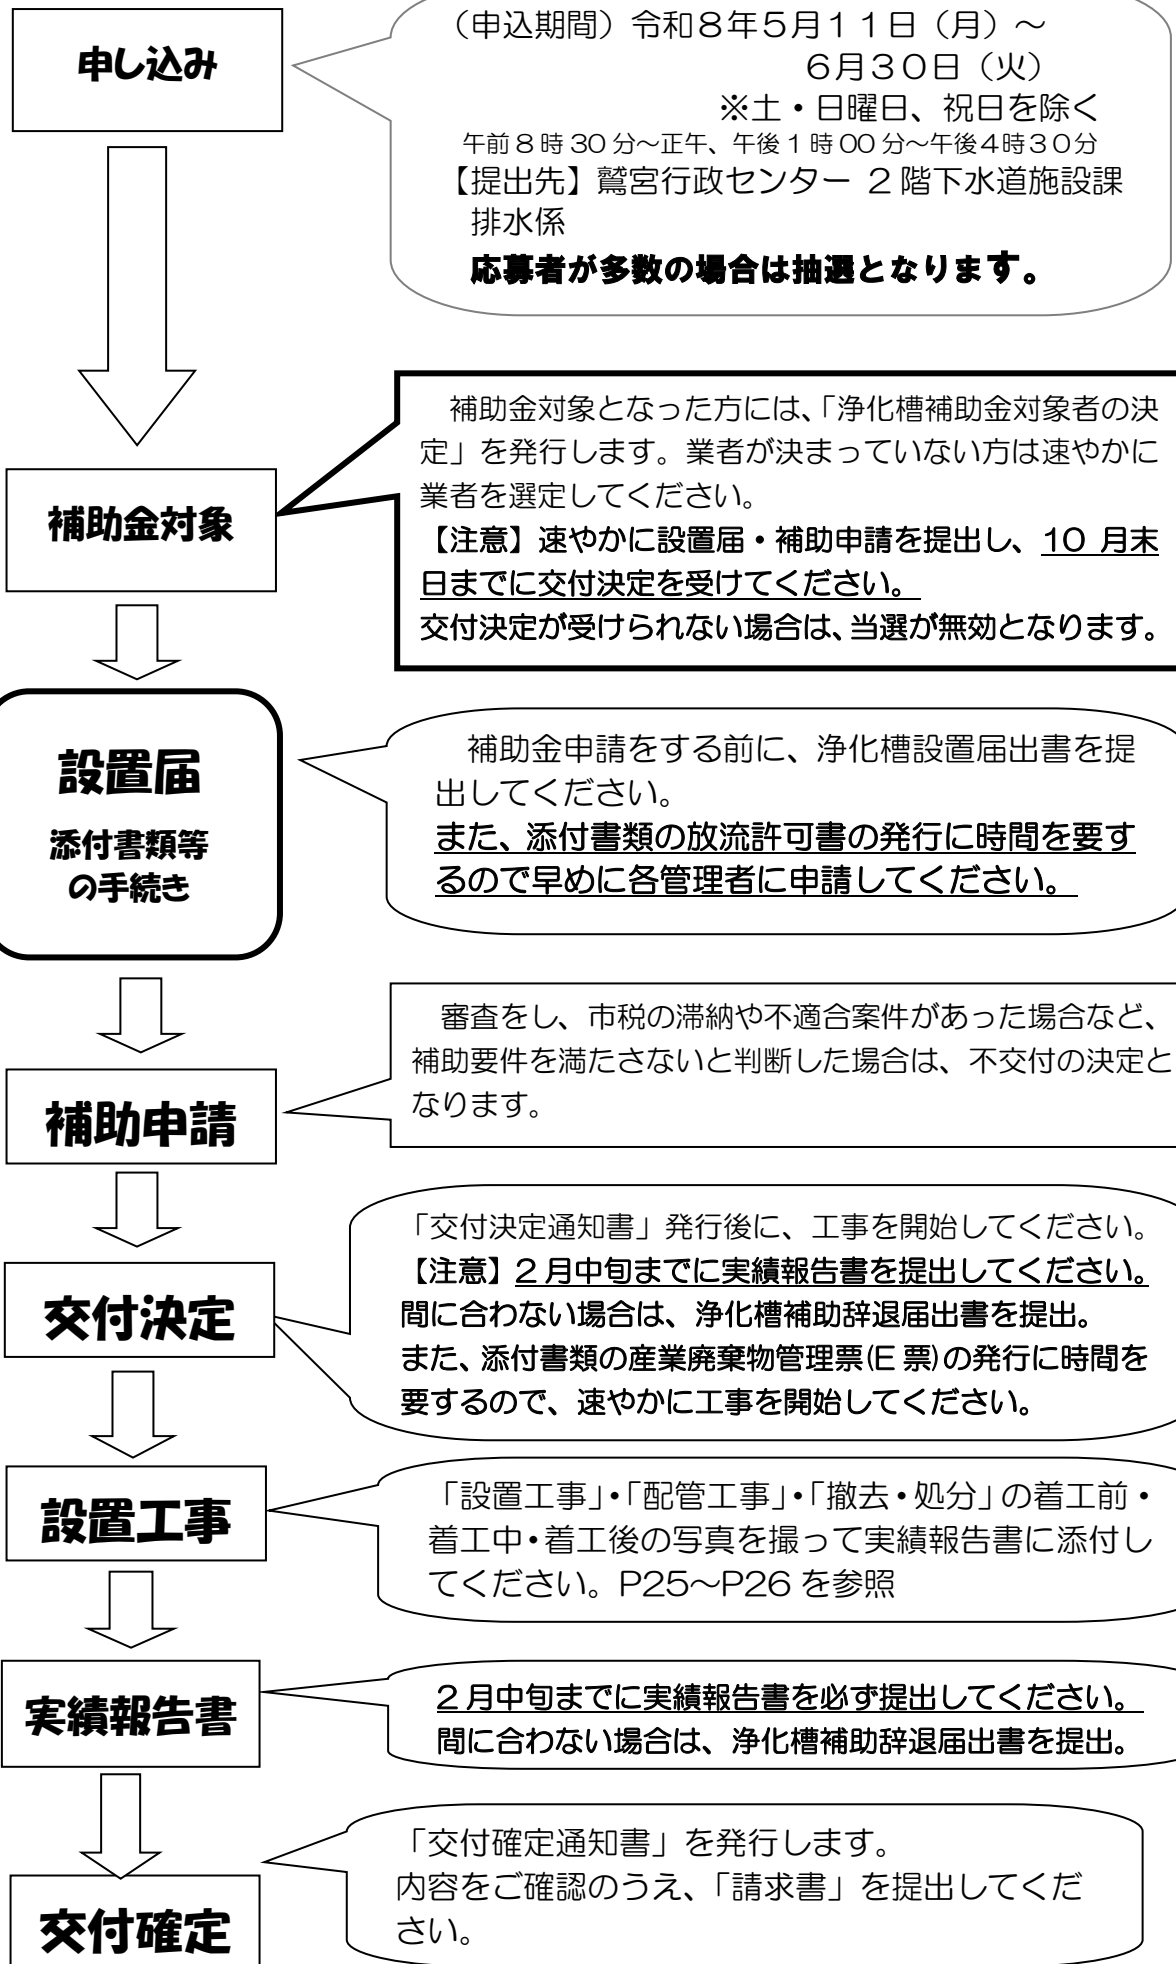 申し込み
（申込期間）令和８年５月１１日（月）～
６月３０日（火）
※土・日曜日、祝日を除く
午前８時30分～正午、午後１時00分～午後４時３０分
【提出先】鷲宮行政センター ２階下水道施設課
排水係
応募者が多数の場合は抽選となります。
補助金対象
補助金対象となった方には、「浄化槽補助金対象者の決
定」を発行します。業者が決まっていない方は速やかに
業者を選定してください。
【注意】速やかに設置届・補助申請を提出し、10 月末
日までに交付決定を受けてください。
交付決定が受けられない場合は、当選が無効となります。
設置届
添付書類等
の手続き
補助金申請をする前に、浄化槽設置届出書を提
出してください。
また、添付書類の放流許可書の発行に時間を要す
るので早めに各管理者に申請してください。
補助申請
審査をし、市税の滞納や不適合案件があった場合など、
補助要件を満たさないと判断した場合は、不交付の決定と
なります。
交付決定
「交付決定通知書」発行後に、工事を開始してください。
【注意】２月中旬までに実績報告書を提出してください。
間に合わない場合は、浄化槽補助辞退届出書を提出。
また、添付書類の産業廃棄物管理票(E 票)の発行に時間を
要するので、速やかに工事を開始してください。
設置工事
「設置工事」・「配管工事」・「撤去・処分」の着工前・
着工中・着工後の写真を撮って実績報告書に添付し
てください。P25～P26 を参照
実績報告書
２月中旬までに実績報告書を必ず提出してください。
間に合わない場合は、浄化槽補助辞退届出書を提出。
交付確定
「交付確定通知書」を発行します。
内容をご確認のうえ、「請求書」を提出してくだ
さい。